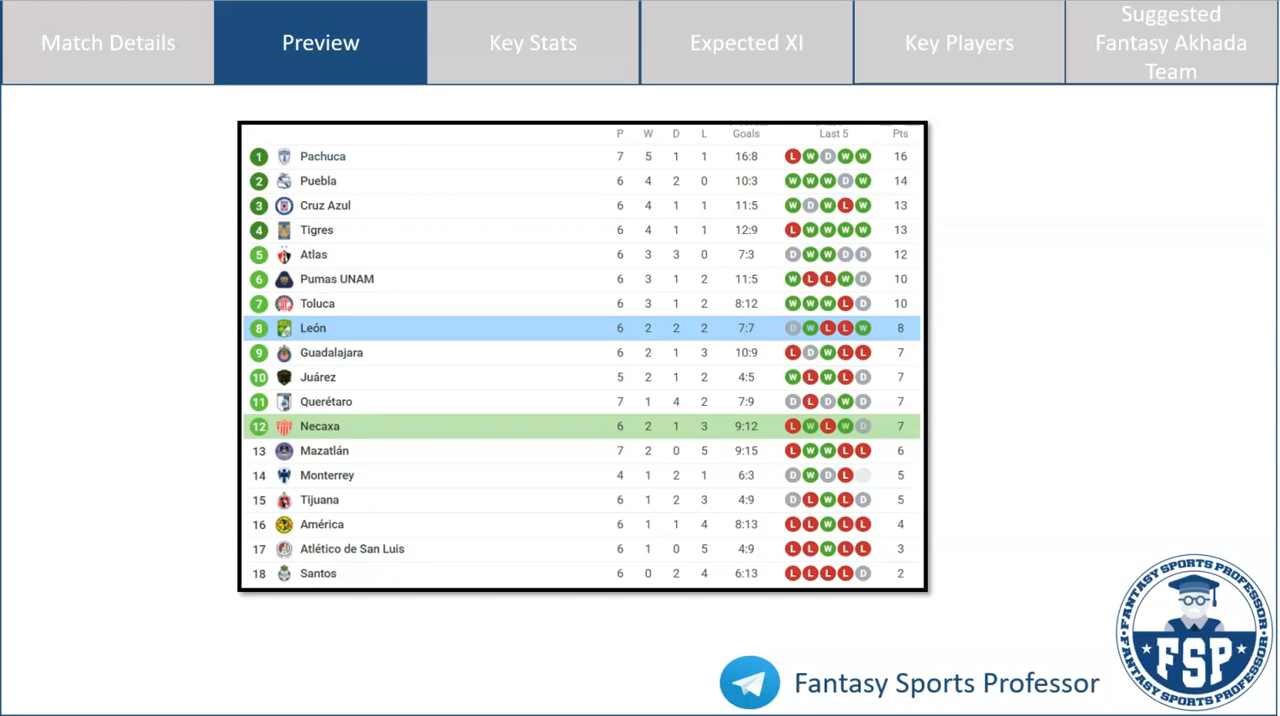 Match Details
Preview
Key Stats
Expected XI
Key Players
Suggested
Fantasy Akhada
Team
P W D L Goals Last 5 Pts
1 Pachuca 7 5 1 1 16:8 L W D W W 16
2 Puebla 6 4 2 0 10:3 W W W D W 14
3 Cruz Azul 6 4 1 1 11:5 W D W L W 13
4 Tigres 6 4 1 1 12:9 L W W W W 13
5 Atlas 6 3 3 0 7:3 D W W D D 12
6 Pumas UNAM 6 3 1 2 11:5 W L L W D 10
7 Toluca 6 3 1 2 8:12 W W W L D 10
8 León 6 2 2 2 7:7 D W L L W 8
9 Guadalajara 6 2 1 3 10:9 L D W L L 7
10 Juárez 5 2 1 2 4:5 W L W L D 7
11 Querétaro 7 1 4 2 7:9 D L D W D 7
12 Necaxa 6 2 1 3 9:12 L W L W D 7
13 Mazatlán 7 2 0 5 9:15 L W W L L 6
14 Monterrey 4 1 2 1 6:3 D W D L 5
15 Tijuana 6 1 2 3 4:9 D L W L D 5
16 América 6 1 1 4 8:13 L L W L L 4
17 Atlético de San Luis 6 1 0 5 4:9 L L W L L 3
18 Santos 6 0 2 4 6:13 L L L L D 2
Fantasy Sports Professor
FANTASY SPORTS PROFESSOR
FSP
FANTASY SPORTS PROFESSOR